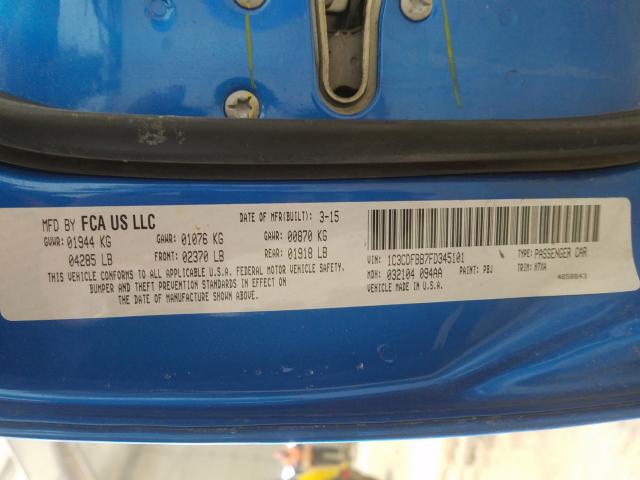 MFD BY FCA US LLC DATE OF MFR(BUILT): 3-15
GVWR: 01944 KG GAWR: 01076 KG GAWR: 00870 KG
04285 LB FRONT: 02370 LB REAR: 01918 LB
THIS VEHICLE CONFORMS TO ALL APPLICABLE U.S.A. FEDERAL MOTOR VEHICLE SAFETY,
BUMPER AND THEFT PREVENTION STANDARDS IN EFFECT ON
THE DATE OF MANUFACTURE SHOWN ABOVE.
VIN: 1C3CDFBB7FD345101 TYPE: PASSENGER CAR
MDH: 032104 094AA PAINT: PBJ TRIM: H7XA
VEHICLE MADE IN U.S.A. 4658843